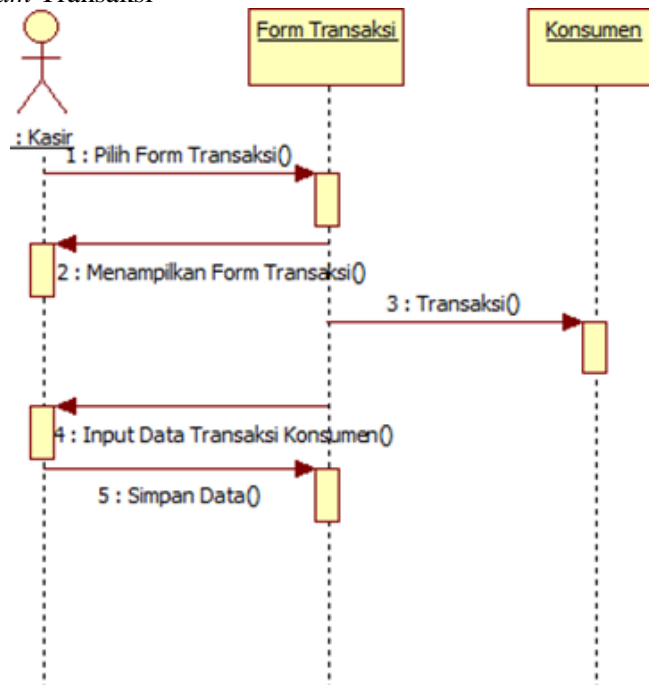 Transaksi
Form Transaksi
Konsumen
: Kasir
1 : Pilih Form Transaksi()
2 : Menampilkan Form Transaksi()
3 : Transaksi()
4 : Input Data Transaksi Konsumen()
5 : Simpan Data()